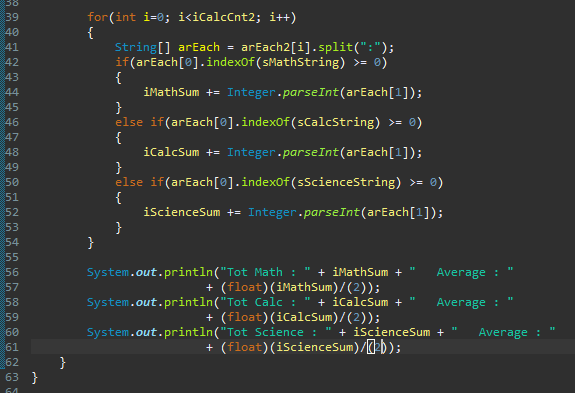 38
39 for(int i=0; i<iCalcCnt2; i++)
40 {
41 String[] arEach = arEach2[i].split(":");
42 if(arEach[0].indexOf(sMathString) >= 0)
43 {
44 iMathSum += Integer.parseInt(arEach[1]);
45 }
46 else if(arEach[0].indexOf(sCalcString) >= 0)
47 {
48 iCalcSum += Integer.parseInt(arEach[1]);
49 }
50 else if(arEach[0].indexOf(sScienceString) >= 0)
51 {
52 iScienceSum += Integer.parseInt(arEach[1]);
53 }
54 }
55
56 System.out.println("Tot Math : " + iMathSum + "   Average : "
57 + (float)(iMathSum)/(2));
58 System.out.println("Tot Calc : " + iCalcSum + "   Average : "
59 + (float)(iCalcSum)/(2));
60 System.out.println("Tot Science : " + iScienceSum + "   Average : "
61 + (float)(iScienceSum)/(2));
62 }
63 }
64